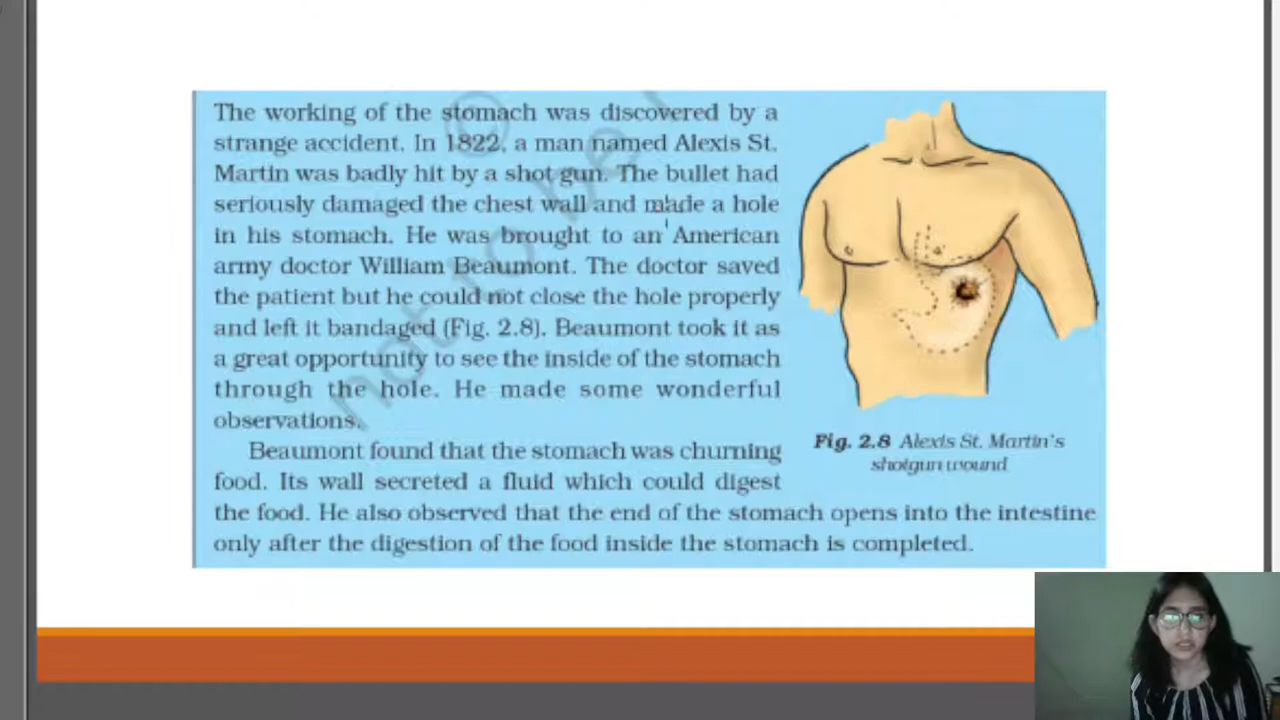 The working of the stomach was discovered by a
strange accident. In 1822, a man named Alexis St.
Martin was badly hit by a shot gun. The bullet had
seriously damaged the chest wall and made a hole
in his stomach. He was brought to an American
army doctor William Beaumont. The doctor saved
the patient but he could not close the hole properly
and left it bandaged (Fig. 2.8). Beaumont took it as
a great opportunity to see the inside of the stomach
through the hole. He made some wonderful
observations.
Beaumont found that the stomach was churning
food. Its wall secreted a fluid which could digest
the food. He also observed that the end of the stomach opens into the intestine
only after the digestion of the food inside the stomach is completed.
Fig. 2.8 Alexis St. Martin's
shotgun wound
© not to be r